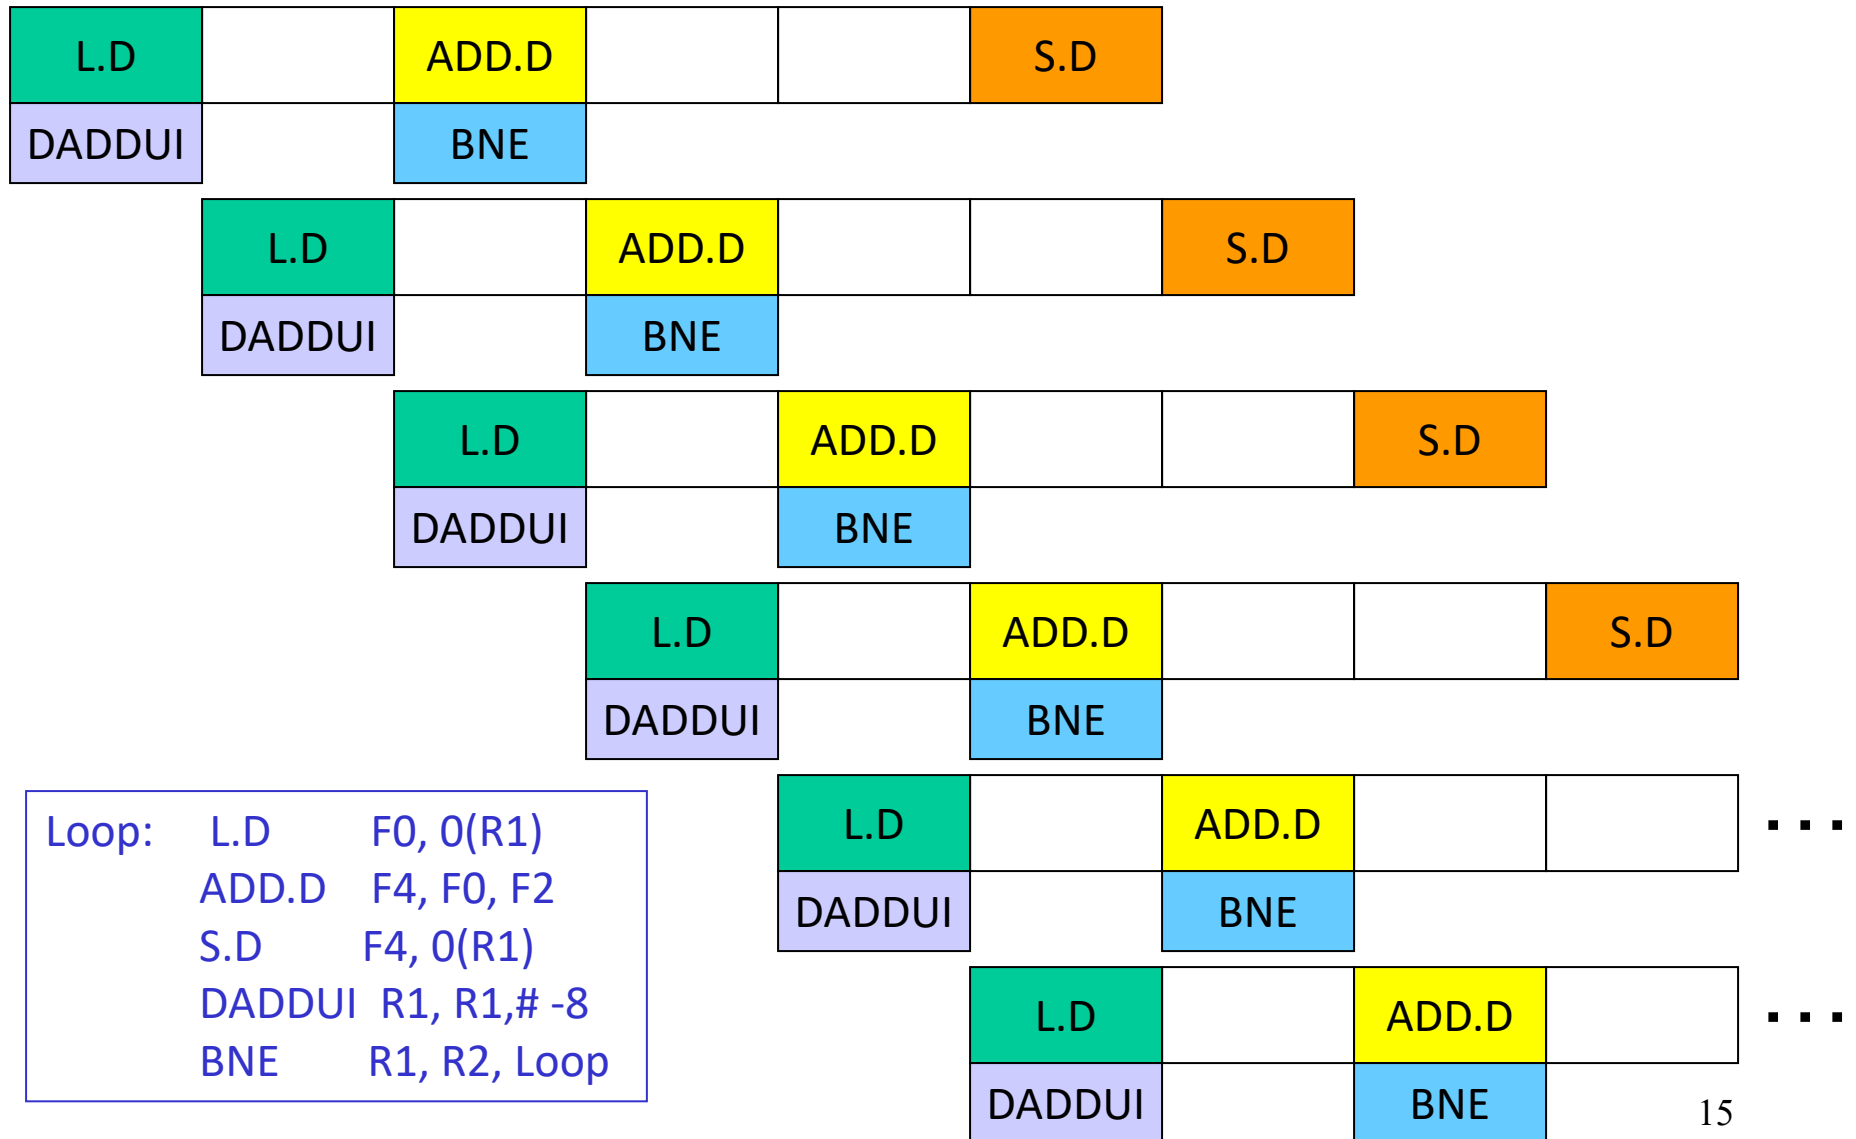 L.D ADD.D S.D
DADDUI BNE
L.D ADD.D S.D
DADDUI BNE
L.D ADD.D S.D
DADDUI BNE
L.D ADD.D S.D
DADDUI BNE
L.D ADD.D ...
DADDUI BNE
L.D ADD.D ...
DADDUI BNE
Loop: L.D F0, 0(R1)
ADD.D F4, F0, F2
S.D F4, 0(R1)
DADDUI R1, R1,# -8
BNE R1, R2, Loop
15